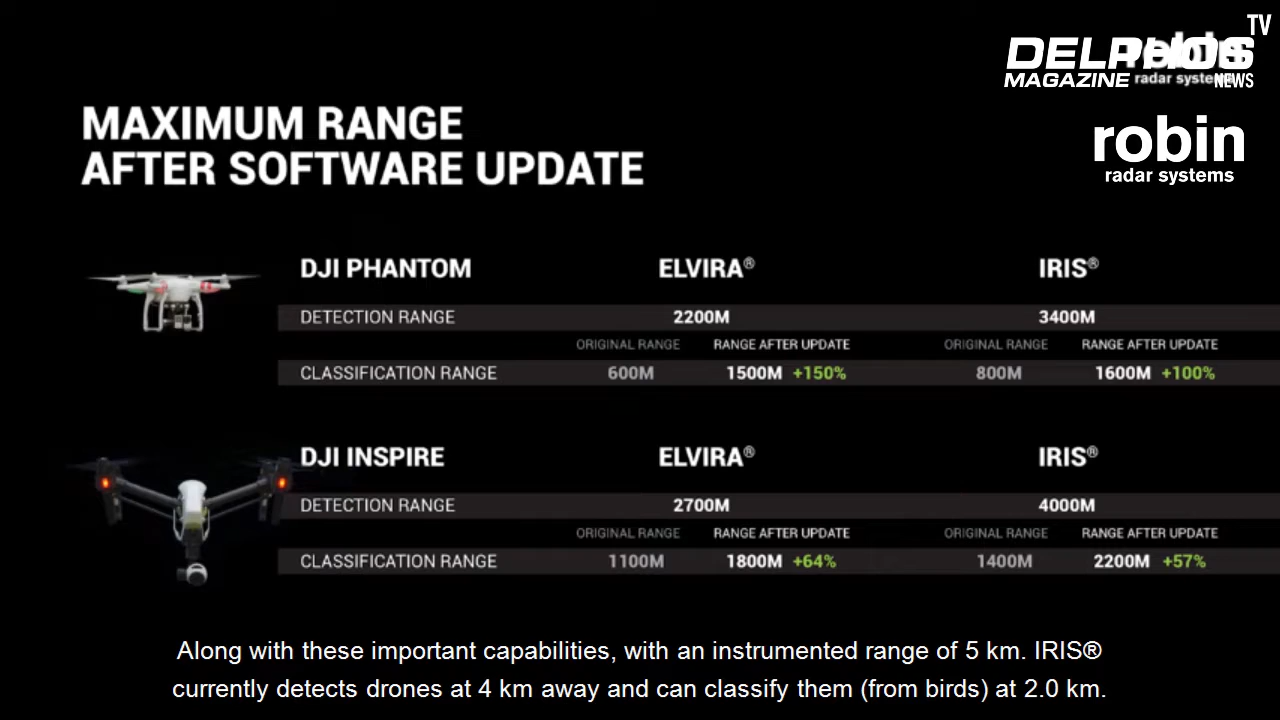 TV
DELPHOS
MAGAZINE
NEWS
robin
radar systems
MAXIMUM RANGE
AFTER SOFTWARE UPDATE
robin
radar systems
DJI PHANTOM ELVIRA® IRIS®
DETECTION RANGE 2200M 3400M
ORIGINAL RANGE RANGE AFTER UPDATE ORIGINAL RANGE RANGE AFTER UPDATE
CLASSIFICATION RANGE 600M 1500M +150% 800M 1600M +100%
DJI INSPIRE ELVIRA® IRIS®
DETECTION RANGE 2700M 4000M
ORIGINAL RANGE RANGE AFTER UPDATE ORIGINAL RANGE RANGE AFTER UPDATE
CLASSIFICATION RANGE 1100M 1800M +64% 1400M 2200M +57%
Along with these important capabilities, with an instrumented range of 5 km. IRIS®
currently detects drones at 4 km away and can classify them (from birds) at 2.0 km.